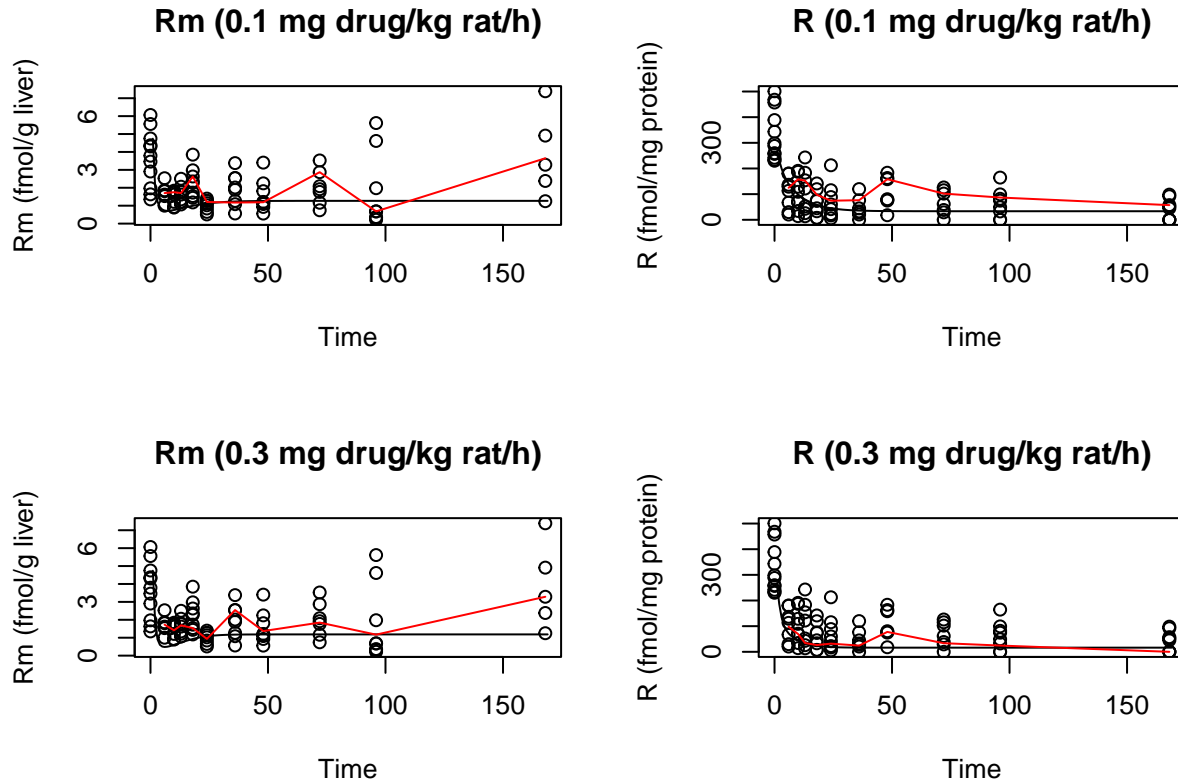 Rm (0.1 mg drug/kg rat/h)
Rm (fmol/g liver)
0 3 6
0 50 100 150
Time
R (0.1 mg drug/kg rat/h)
R (fmol/mg protein)
0 300
0 50 100 150
Time
Rm (0.3 mg drug/kg rat/h)
Rm (fmol/g liver)
0 3 6
0 50 100 150
Time
R (0.3 mg drug/kg rat/h)
R (fmol/mg protein)
0 300
0 50 100 150
Time